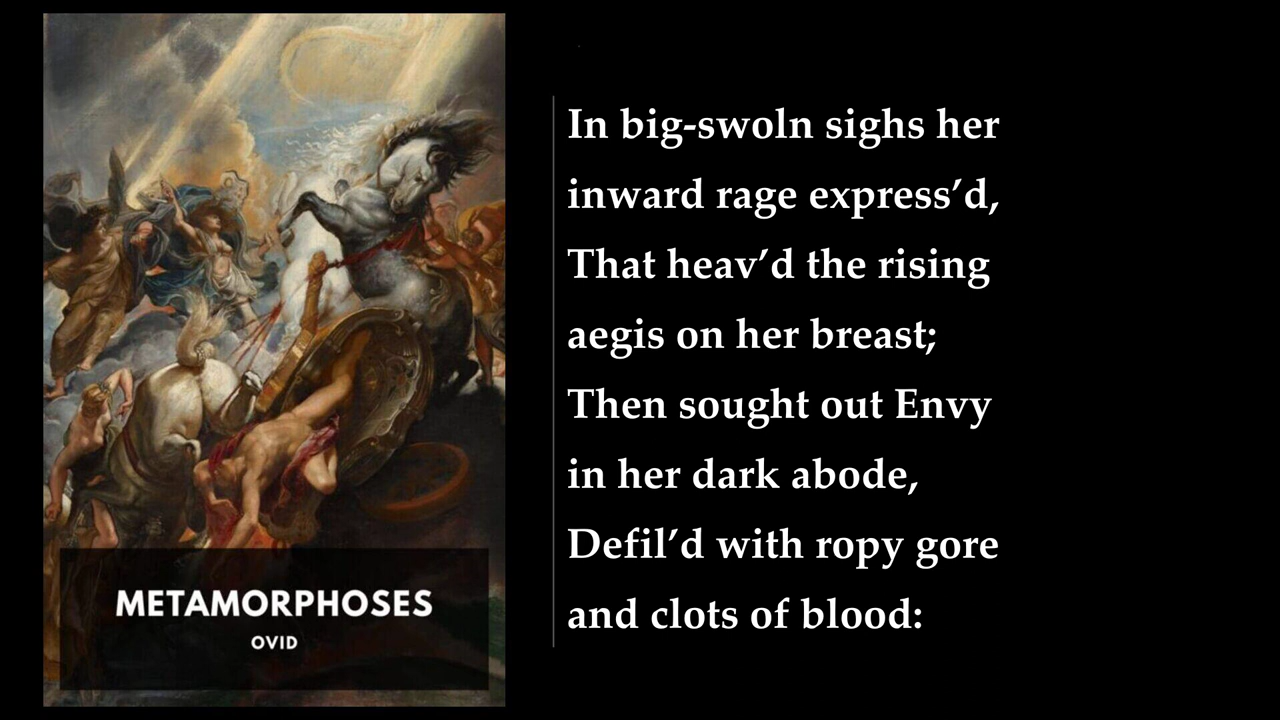 METAMORPHOSES
OVID
In big-swoln sighs her
inward rage express’d,
That heav’d the rising
aegis on her breast;
Then sought out Envy
in her dark abode,
Defil’d with ropy gore
and clots of blood: